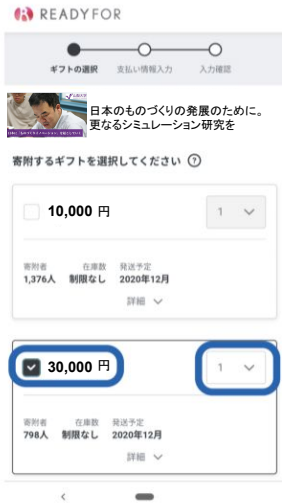 READYFOR
ギフトの選択 支払い情報入力 入力確認
日本のものづくりの発展のために。
更なるシミュレーション研究を
寄附するギフトを選択してください ?
10,000 円 1
寄附者 在庫数 発送予定
1,376人 制限なし 2020年12月
詳細
30,000 円 1
寄附者 在庫数 発送予定
798人 制限なし 2020年12月
詳細